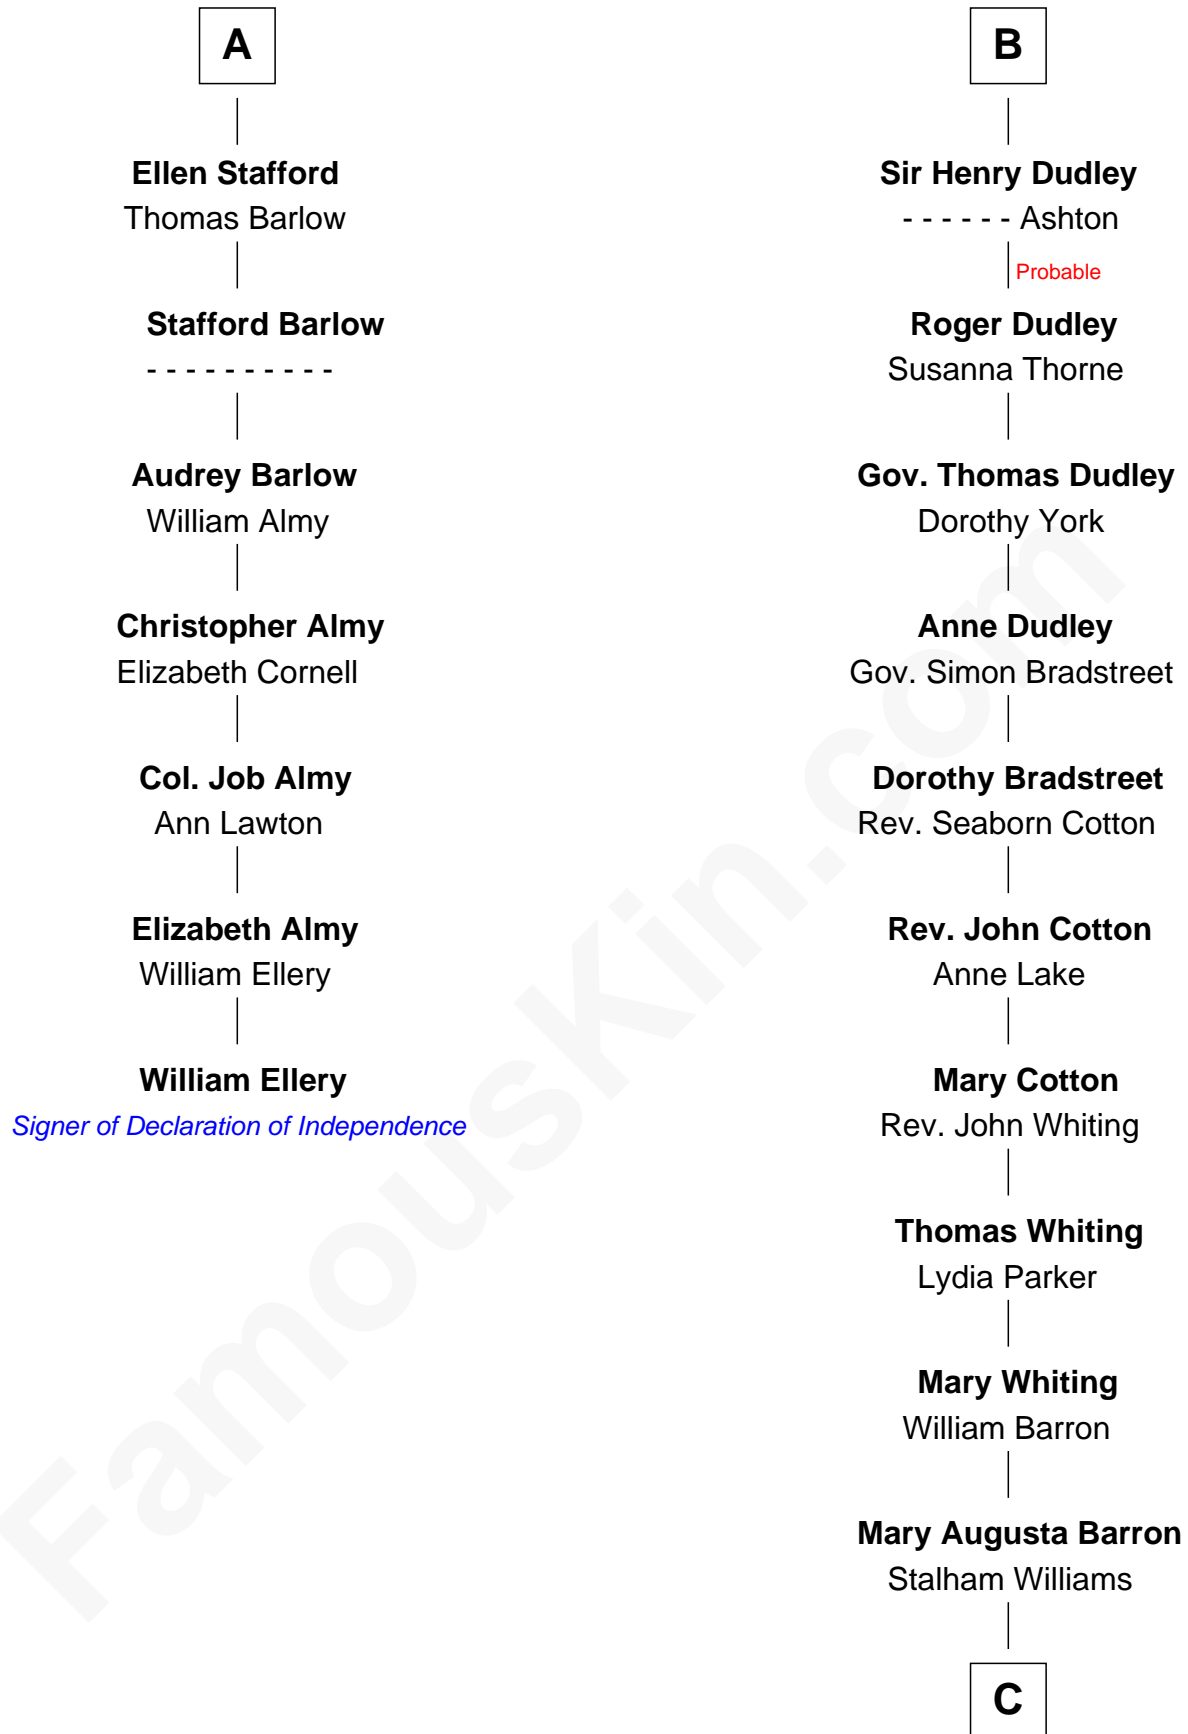 A
Ellen Stafford
Thomas Barlow
Stafford Barlow
- - - - - - - - - -
Audrey Barlow
William Almy
Christopher Almy
Elizabeth Cornell
Col. Job Almy
Ann Lawton
Elizabeth Almy
William Ellery
William Ellery
Signer of Declaration of Independence
B
Sir Henry Dudley
- - - - - - Ashton
Probable
Roger Dudley
Susanna Thorne
Gov. Thomas Dudley
Dorothy York
Anne Dudley
Gov. Simon Bradstreet
Dorothy Bradstreet
Rev. Seaborn Cotton
Rev. John Cotton
Anne Lake
Mary Cotton
Rev. John Whiting
Thomas Whiting
Lydia Parker
Mary Whiting
William Barron
Mary Augusta Barron
Stalham Williams
C
FamousKin.com